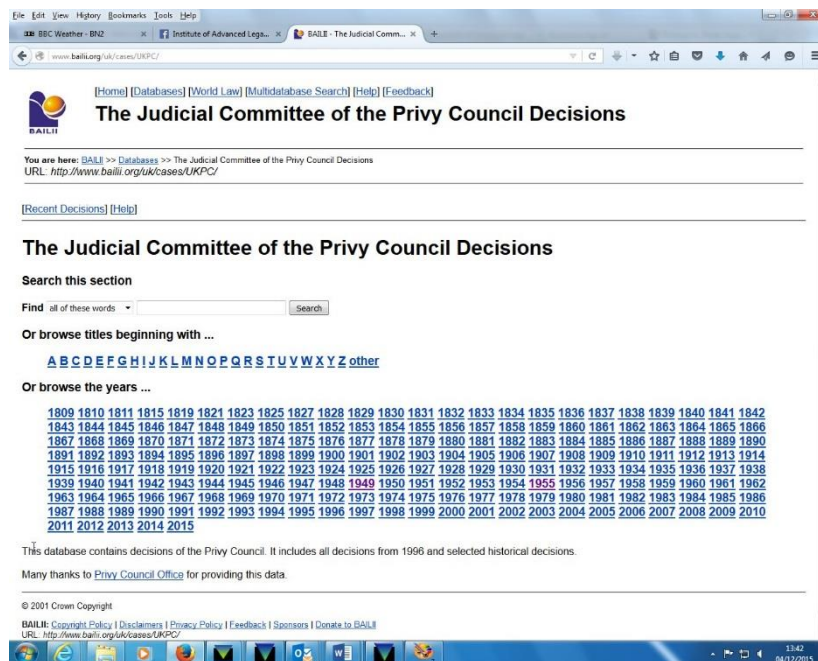 File Edit View History Bookmarks Tools Help
BBC Weather - BN2 × Institute of Advanced Lega... × BAILII - The Judicial Comm... × +
www.bailii.org/uk/cases/UKPC/
[Home] [Databases] [World Law] [Multidatabase Search] [Help] [Feedback]
The Judicial Committee of the Privy Council Decisions
BAILII
You are here: BAILII >> Databases >> The Judicial Committee of the Privy Council Decisions
URL: http://www.bailii.org/uk/cases/UKPC/
[Recent Decisions] [Help]
The Judicial Committee of the Privy Council Decisions
Search this section
Find all of these words Search
Or browse titles beginning with ...
A B C D E F G H I J K L M N O P Q R S T U V W X Y Z other
Or browse the years ...
1809 1810 1811 1815 1819 1821 1823 1825 1827 1828 1829 1830 1831 1832 1833 1834 1835 1836 1837 1838 1839 1840 1841 1842
1843 1844 1845 1846 1847 1848 1849 1850 1851 1852 1853 1854 1855 1856 1857 1858 1859 1860 1861 1862 1863 1864 1865 1866
1867 1868 1869 1870 1871 1872 1873 1874 1875 1876 1877 1878 1879 1880 1881 1882 1883 1884 1885 1886 1887 1888 1889 1890
1891 1892 1893 1894 1895 1896 1897 1898 1899 1900 1901 1902 1903 1904 1905 1906 1907 1908 1909 1910 1911 1912 1913 1914
1915 1916 1917 1918 1919 1920 1921 1922 1923 1924 1925 1926 1927 1928 1929 1930 1931 1932 1933 1934 1935 1936 1937 1938
1939 1940 1941 1942 1943 1944 1945 1946 1947 1948 1949 1950 1951 1952 1953 1954 1955 1956 1957 1958 1959 1960 1961 1962
1963 1964 1965 1966 1967 1968 1969 1970 1971 1972 1973 1974 1975 1976 1977 1978 1979 1980 1981 1982 1983 1984 1985 1986
1987 1988 1989 1990 1991 1992 1993 1994 1995 1996 1997 1998 1999 2000 2001 2002 2003 2004 2005 2006 2007 2008 2009 2010
2011 2012 2013 2014 2015
This database contains decisions of the Privy Council. It includes all decisions from 1996 and selected historical decisions.
Many thanks to Privy Council Office for providing this data.
© 2001 Crown Copyright
BAILII: Copyright Policy | Disclaimers | Privacy Policy | Feedback | Sponsors | Donate to BAILII
URL: http://www.bailii.org/uk/cases/UKPC/
13:42
04/12/2015